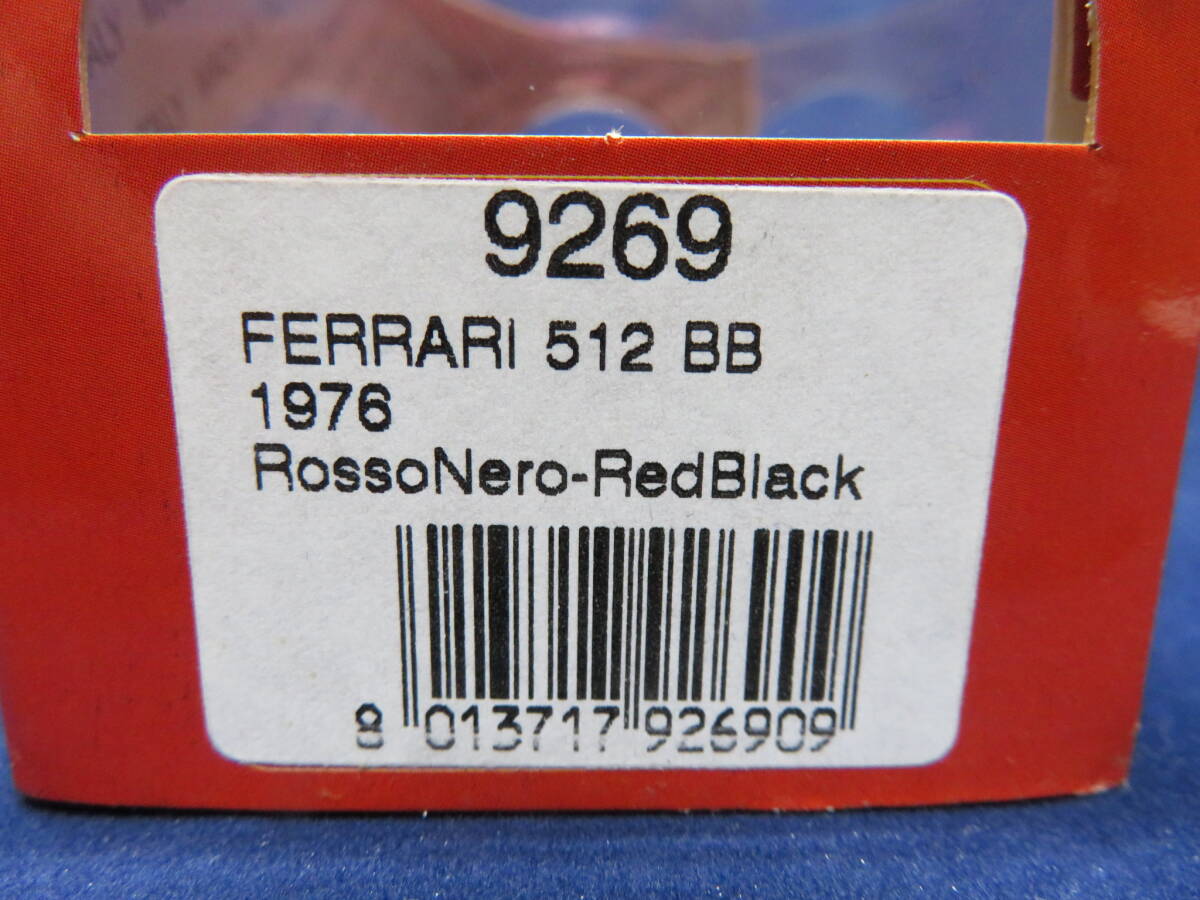 9269
FERRARI 512 BB
1976
RossoNero-RedBlack
8 013717 926909